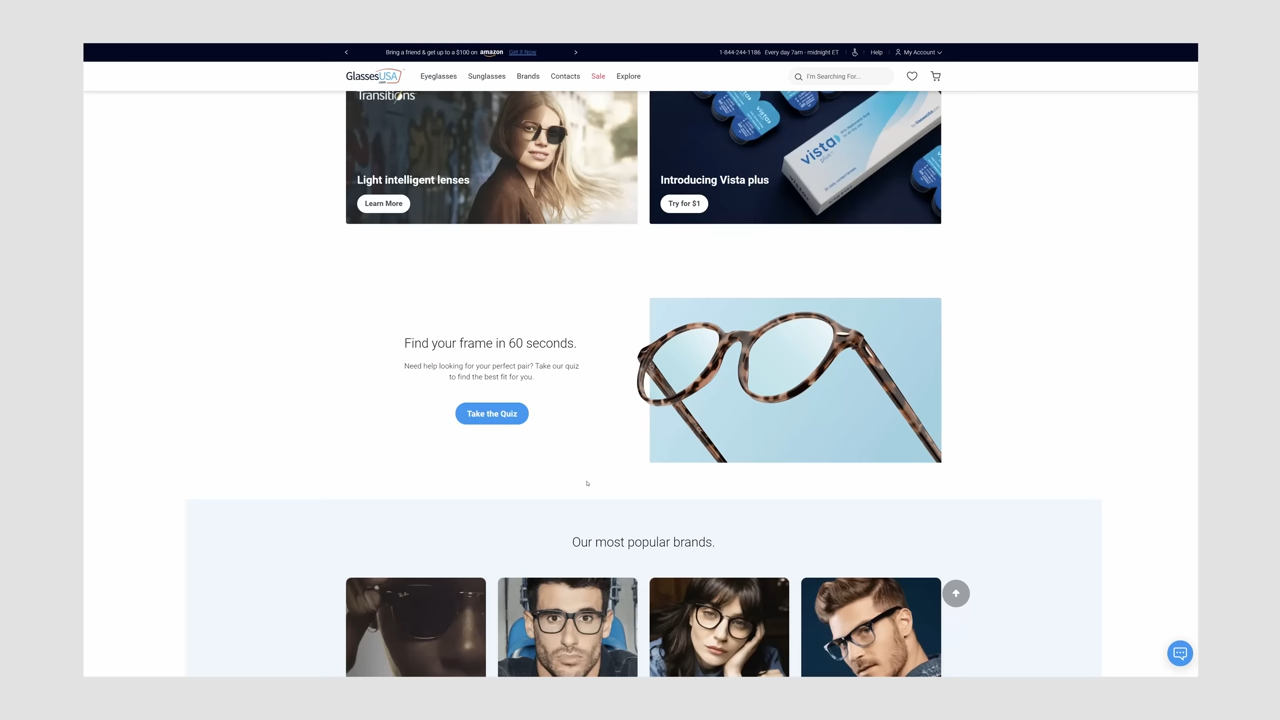 Bring a friend & get up to a $100 on amazon Get It Now
1-844-244-1186 Every day 7am - midnight ET Help My Account
GlassesUSA.com Eyeglasses Sunglasses Brands Contacts Sale Explore I'm Searching For...
Transitions
Light intelligent lenses
Learn More
vista plus
Introducing Vista plus
Try for $1
Find your frame in 60 seconds.
Need help looking for your perfect pair? Take our quiz
to find the best fit for you.
Take the Quiz
Our most popular brands.